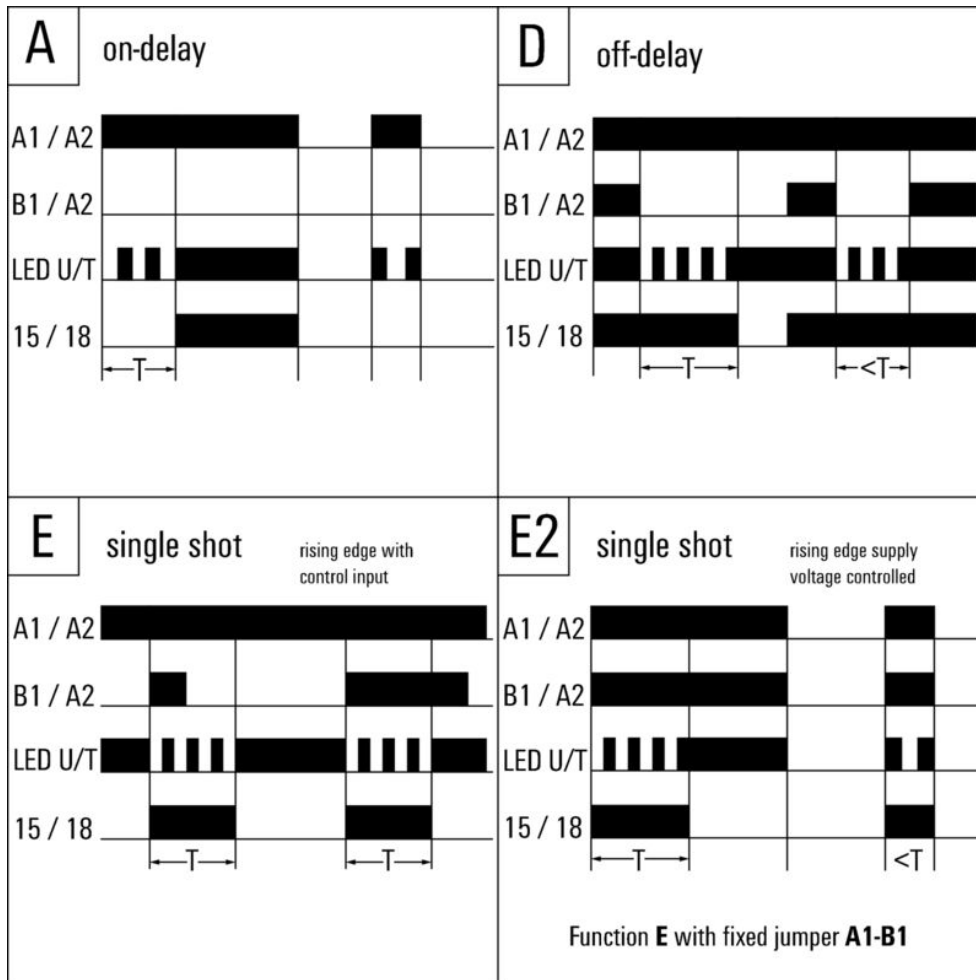 A on-delay
A1 / A2
B1 / A2
LED U/T
15 / 18
T
D off-delay
A1 / A2
B1 / A2
LED U/T
15 / 18
T <T
E single shot rising edge with
control input
A1 / A2
B1 / A2
LED U/T
15 / 18
T T
E2 single shot rising edge supply
voltage controlled
A1 / A2
B1 / A2
LED U/T
15 / 18
T <T
Function E with fixed jumper A1-B1